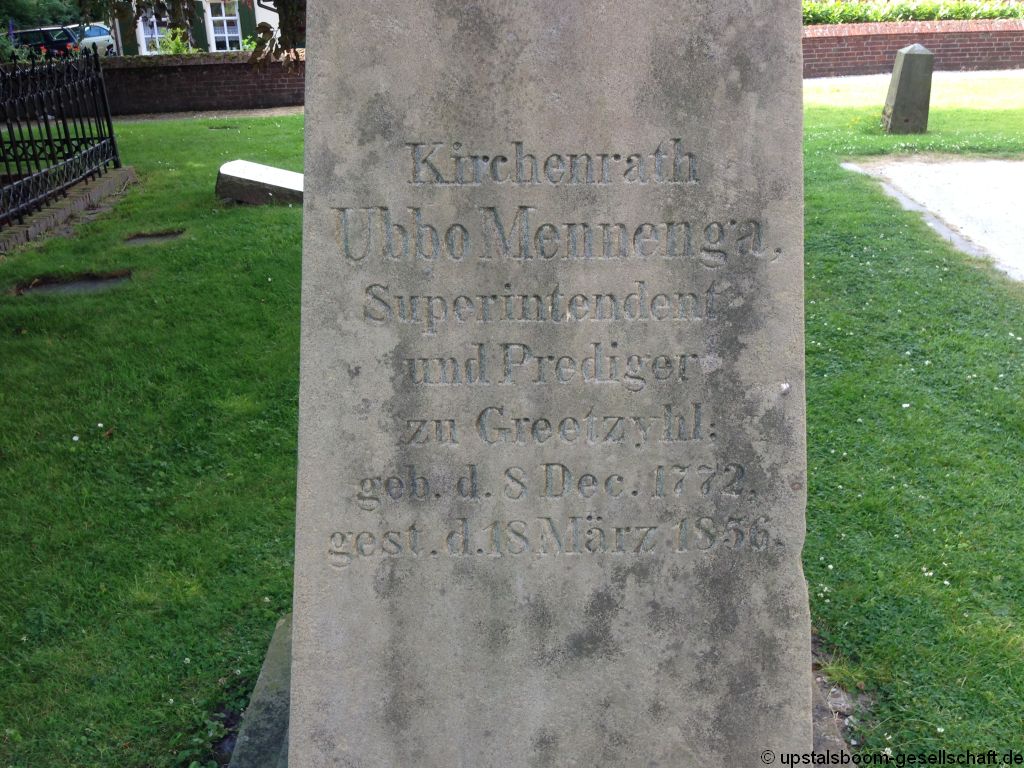 Kirchenrath
Ubbo Mennenga,
Superintendent
und Prediger
zu Greetzyhl.
geb. d. 8 Dec. 1772,
gest. d. 18 März 1856.
© upstalsboom-gesellschaft.de